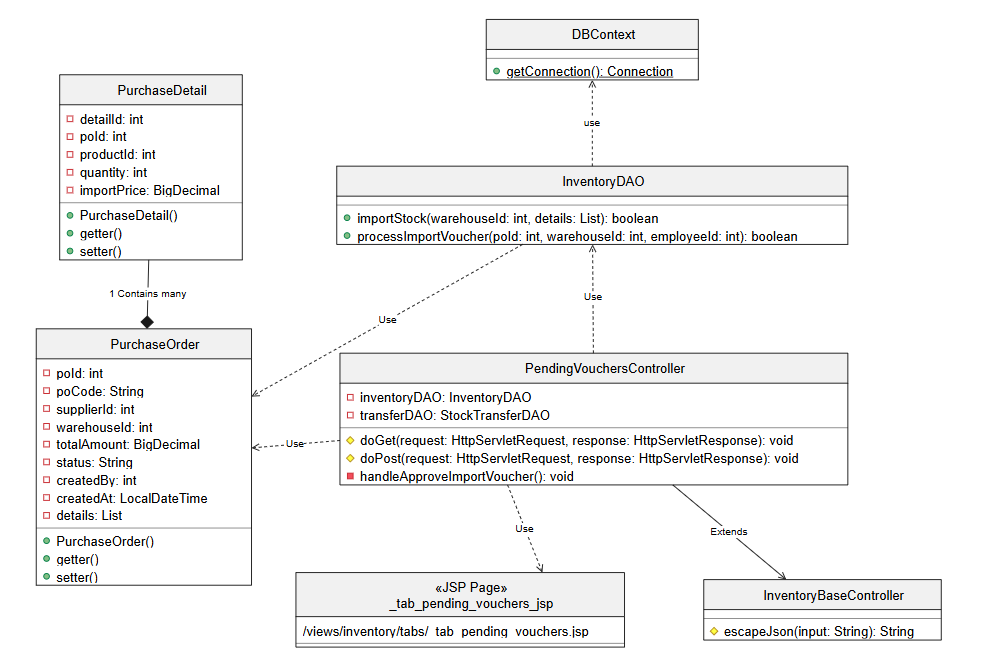 DBContext
getConnection(): Connection
use
PurchaseDetail
detailId: int
poId: int
productId: int
quantity: int
importPrice: BigDecimal
PurchaseDetail()
getter()
setter()
InventoryDAO
importStock(warehouseId: int, details: List): boolean
processImportVoucher(poId: int, warehouseId: int, employeeId: int): boolean
1 Contains many
Use
Use
PurchaseOrder
poId: int
poCode: String
supplierId: int
warehouseId: int
totalAmount: BigDecimal
status: String
createdBy: int
createdAt: LocalDateTime
details: List
PurchaseOrder()
getter()
setter()
PendingVouchersController
inventoryDAO: InventoryDAO
transferDAO: StockTransferDAO
doGet(request: HttpServletRequest, response: HttpServletResponse): void
doPost(request: HttpServletRequest, response: HttpServletResponse): void
handleApproveImportVoucher(): void
Use
Use
Extends
«JSP Page»
_tab_pending_vouchers_jsp
/views/inventory/tabs/_tab_pending_vouchers.jsp
InventoryBaseController
escapeJson(input: String): String